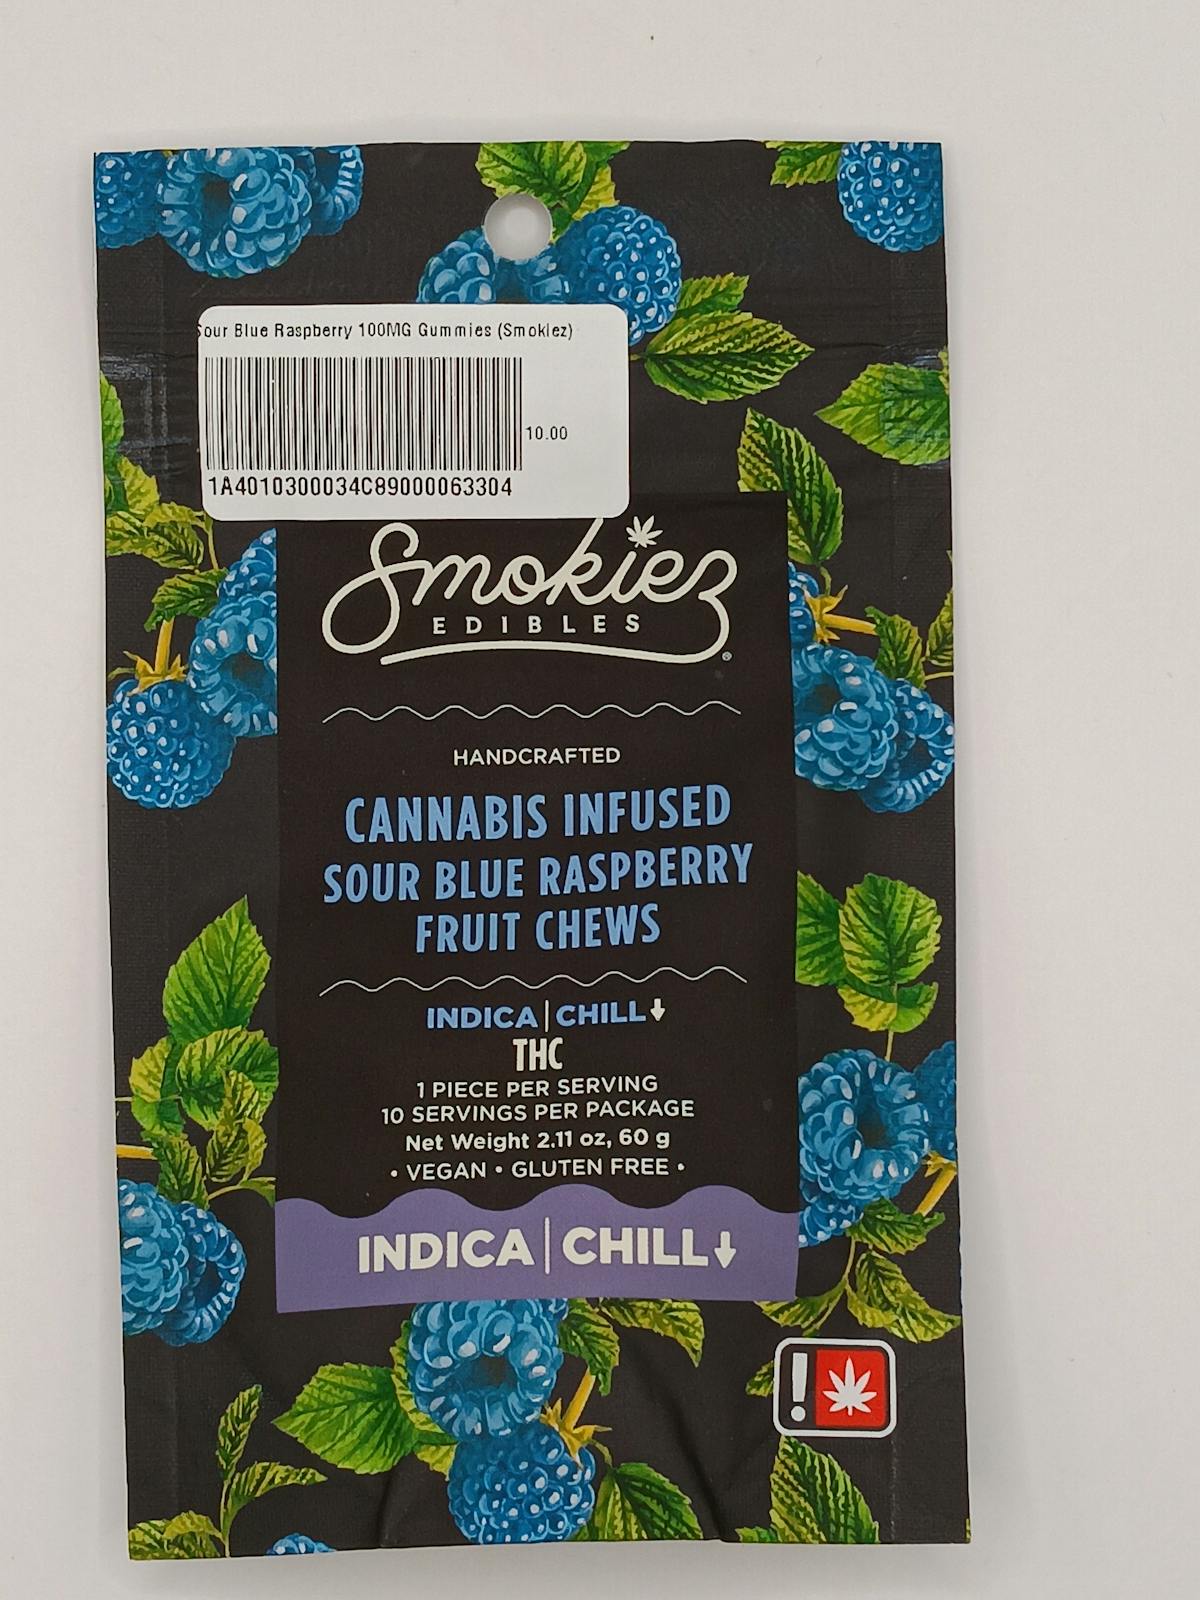 Sour Blue Raspberry 100MG Gummies (Smokiez)
10.00
1A4010300034C89000063304
Smokiez
EDIBLES
®
HANDCRAFTED
CANNABIS INFUSED
SOUR BLUE RASPBERRY
FRUIT CHEWS
INDICA | CHILL
THC
1 PIECE PER SERVING
10 SERVINGS PER PACKAGE
Net Weight 2.11 oz, 60 g
• VEGAN • GLUTEN FREE •
INDICA | CHILL
!